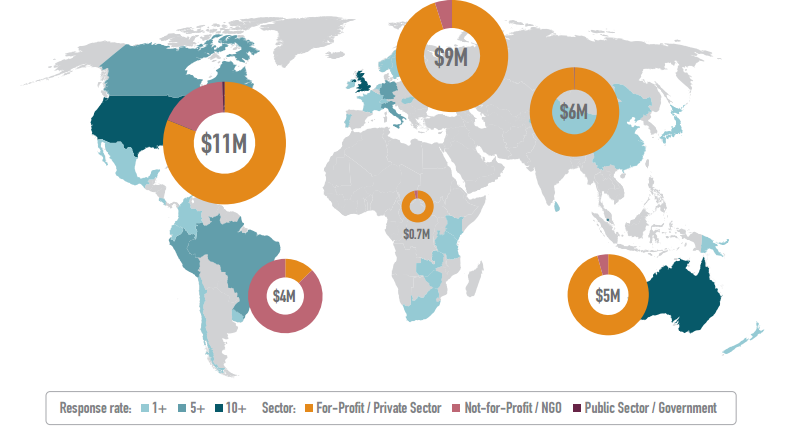 $9M
$6M
$11M
$0.7M
$4M
$5M
Response rate: 1+ 5+ 10+ Sector: For-Profit / Private Sector Not-for-Profit / NGO Public Sector / Government